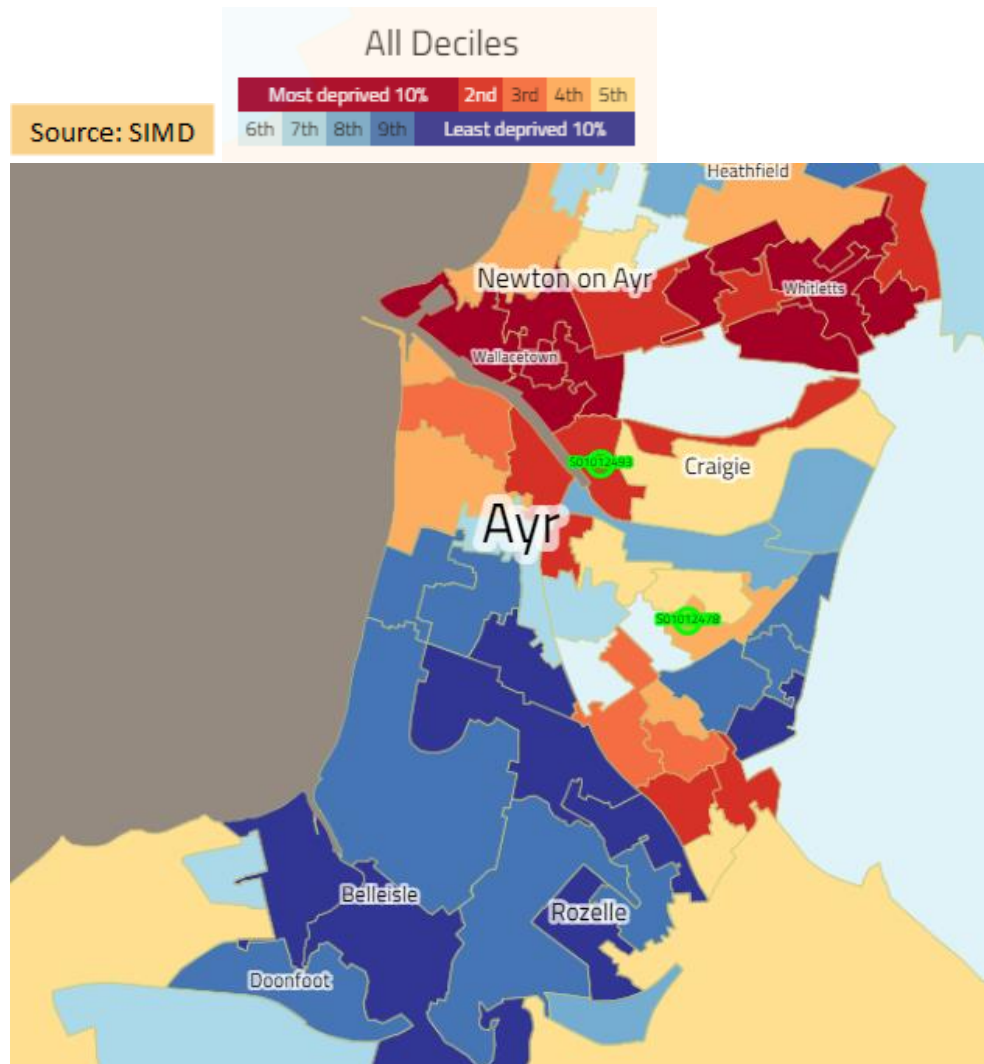 All Deciles
Most deprived 10% 2nd 3rd 4th 5th
6th 7th 8th 9th Least deprived 10%
Source: SIMD
Heathfield
Newton on Ayr
Whitletts
Wallacetown
S01012493
Craigie
Ayr
S01012478
Belleisle
Rozelle
Doonfoot